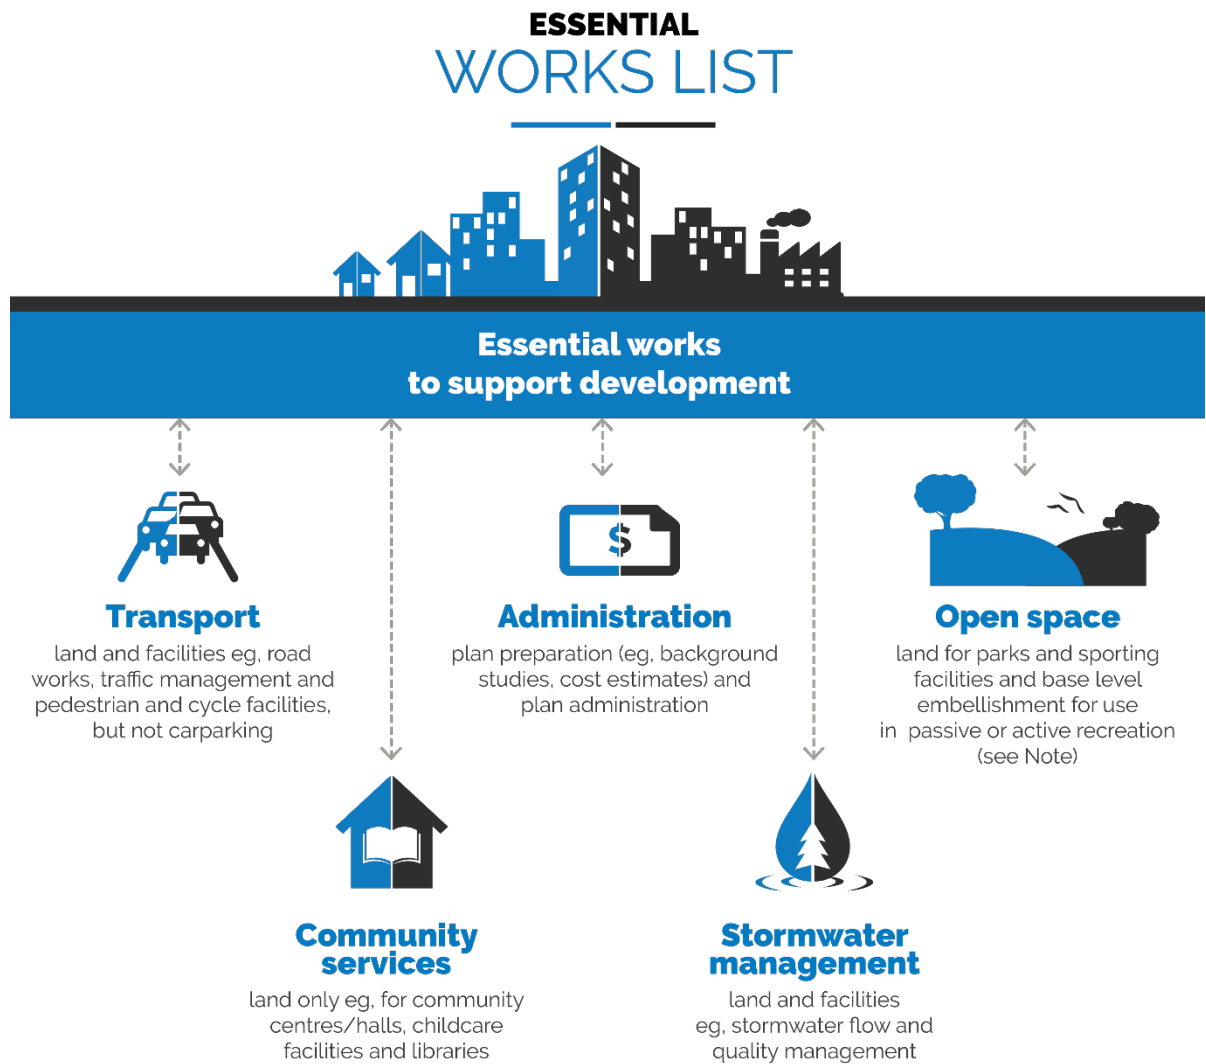 ESSENTIAL
WORKS LIST
Essential works
to support development
$
Transport
land and facilities eg, road
works, traffic management and
pedestrian and cycle facilities,
but not carparking
Administration
plan preparation (eg, background
studies, cost estimates) and
plan administration
Open space
land for parks and sporting
facilities and base level
embellishment for use
in passive or active recreation
(see Note)
Community
services
land only eg, for community
centres/halls, childcare
facilities and libraries
Stormwater
management
land and facilities
eg, stormwater flow and
quality management